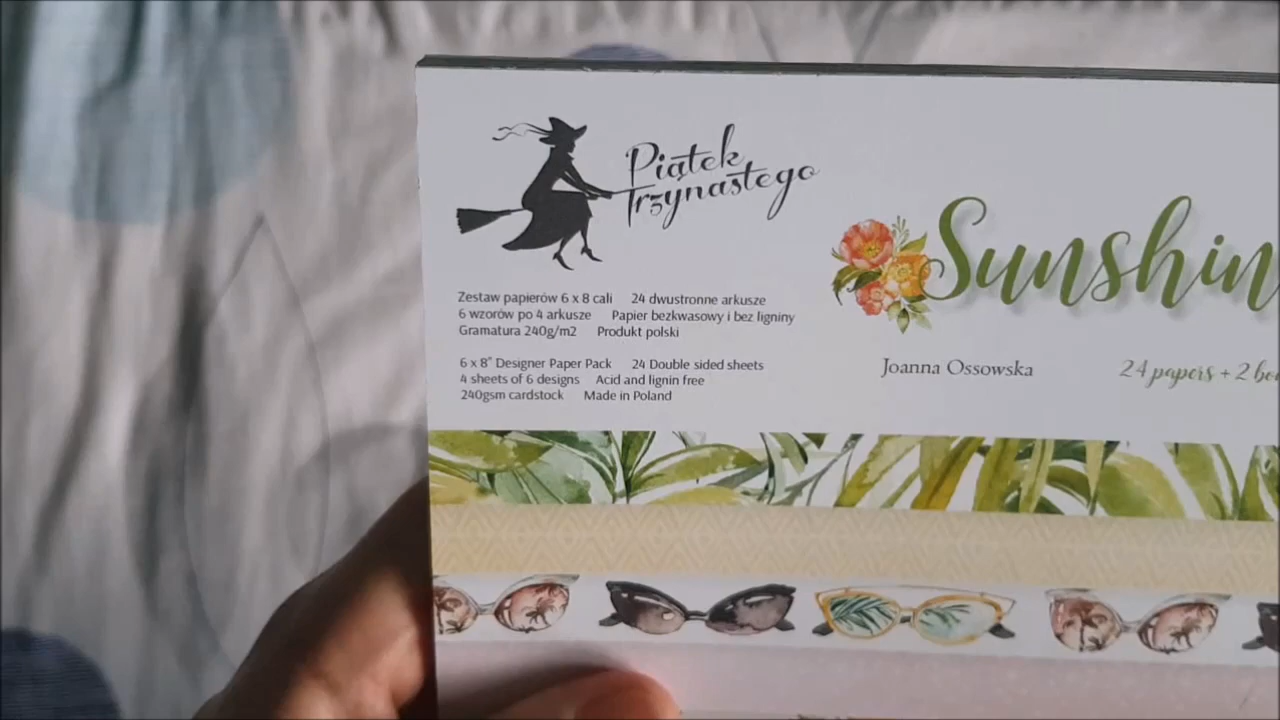 Piątek
Trzynastego
Sunshin
Zestaw papierów 6 x 8 cali 24 dwustronne arkusze
6 wzorów po 4 arkusze Papier bezkwasowy i bez ligniny
Gramatura 240g/m2 Produkt polski
6 x 8" Designer Paper Pack 24 Double sided sheets
4 sheets of 6 designs Acid and lignin free
240gsm cardstock Made in Poland
Joanna Ossowska
24 papers + 2